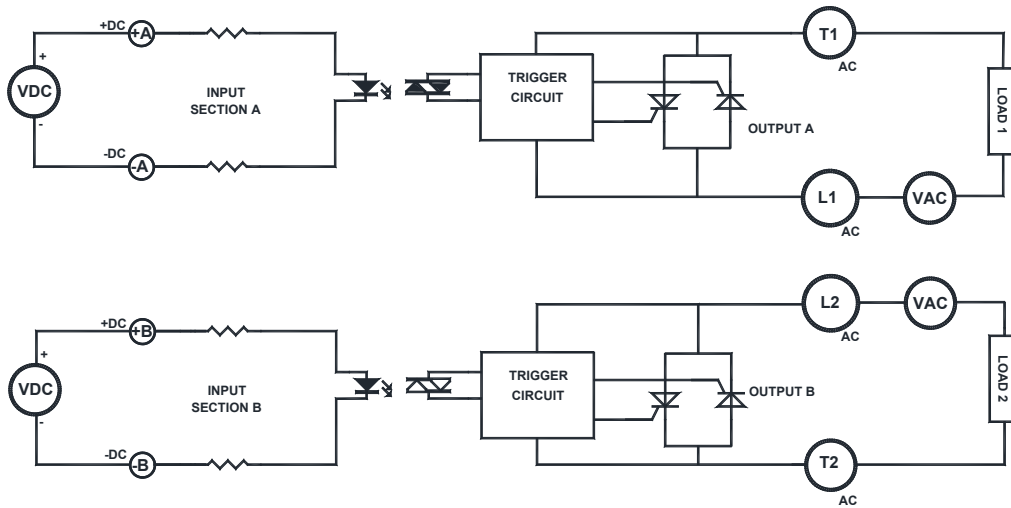 +DC
+A
+
VDC
-
INPUT
SECTION A
-DC
-A
TRIGGER
CIRCUIT
OUTPUT A
T1
AC
LOAD 1
L1
AC
VAC
+DC
+B
+
VDC
-
INPUT
SECTION B
-DC
-B
TRIGGER
CIRCUIT
OUTPUT B
L2
AC
VAC
LOAD 2
T2
AC